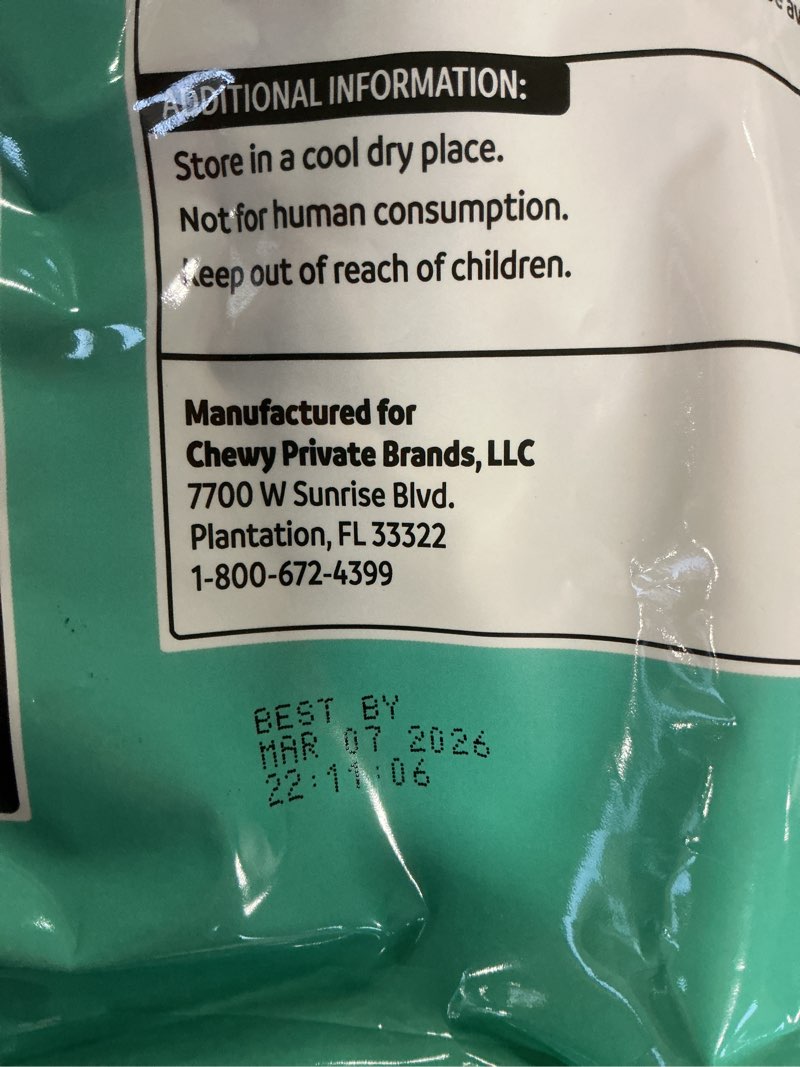 ADDITIONAL INFORMATION:
Store in a cool dry place.
Not for human consumption.
Keep out of reach of children.
Manufactured for
Chewy Private Brands, LLC
7700 W Sunrise Blvd.
Plantation, FL 33322
1-800-672-4399
BEST BY
MAR 07 2026
22:11:06